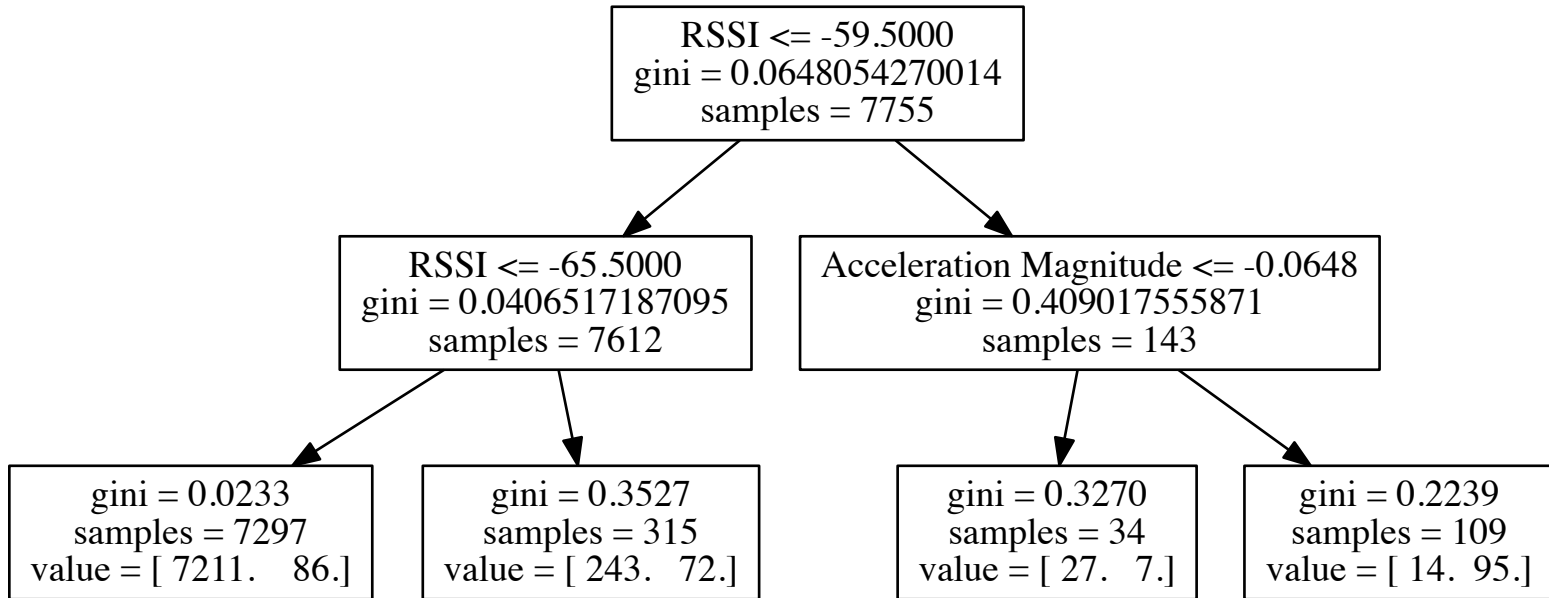 RSSI <= -59.5000
gini = 0.0648054270014
samples = 7755
RSSI <= -65.5000
gini = 0.0406517187095
samples = 7612
Acceleration Magnitude <= -0.0648
gini = 0.409017555871
samples = 143
gini = 0.0233
samples = 7297
value = [ 7211.    86.]
gini = 0.3527
samples = 315
value = [ 243.   72.]
gini = 0.3270
samples = 34
value = [ 27.   7.]
gini = 0.2239
samples = 109
value = [ 14.  95.]